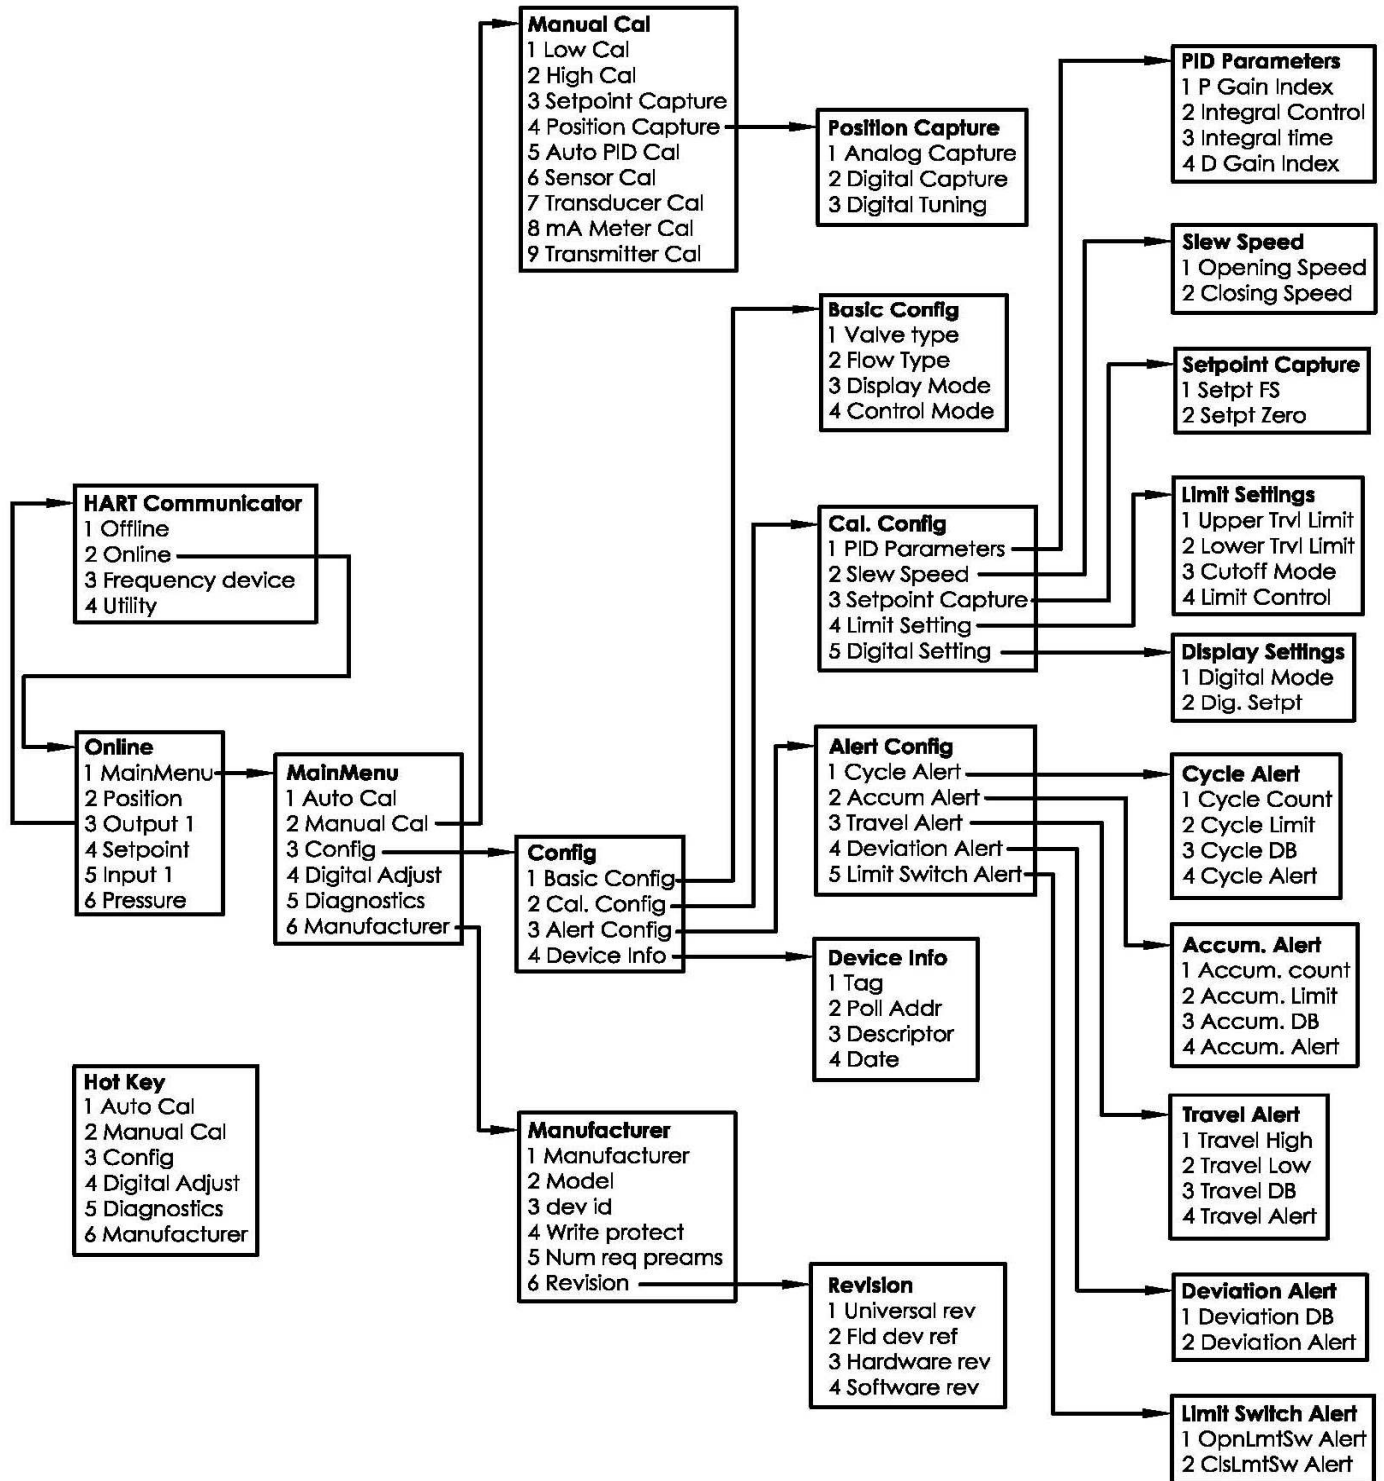 Manual Cal
1 Low Cal
2 High Cal
3 Setpoint Capture
4 Position Capture
5 Auto PID Cal
6 Sensor Cal
7 Transducer Cal
8 mA Meter Cal
9 Transmitter Cal
Position Capture
1 Analog Capture
2 Digital Capture
3 Digital Tuning
PID Parameters
1 P Gain Index
2 Integral Control
3 Integral time
4 D Gain Index
Slew Speed
1 Opening Speed
2 Closing Speed
Basic Config
1 Valve type
2 Flow Type
3 Display Mode
4 Control Mode
Setpoint Capture
1 Setpt FS
2 Setpt Zero
HART Communicator
1 Offline
2 Online
3 Frequency device
4 Utility
Cal. Config
1 PID Parameters
2 Slew Speed
3 Setpoint Capture
4 Limit Setting
5 Digital Setting
Limit Settings
1 Upper Trvl Limit
2 Lower Trvl Limit
3 Cutoff Mode
4 Limit Control
Display Settings
1 Digital Mode
2 Dig. Setpt
Online
1 MainMenu
2 Position
3 Output 1
4 Setpoint
5 Input 1
6 Pressure
MainMenu
1 Auto Cal
2 Manual Cal
3 Config
4 Digital Adjust
5 Diagnostics
6 Manufacturer
Config
1 Basic Config
2 Cal. Config
3 Alert Config
4 Device Info
Alert Config
1 Cycle Alert
2 Accum Alert
3 Travel Alert
4 Deviation Alert
5 Limit Switch Alert
Cycle Alert
1 Cycle Count
2 Cycle Limit
3 Cycle DB
4 Cycle Alert
Device Info
1 Tag
2 Poll Addr
3 Descriptor
4 Date
Accum. Alert
1 Accum. count
2 Accum. Limit
3 Accum. DB
4 Accum. Alert
Hot Key
1 Auto Cal
2 Manual Cal
3 Config
4 Digital Adjust
5 Diagnostics
6 Manufacturer
Manufacturer
1 Manufacturer
2 Model
3 dev id
4 Write protect
5 Num req preams
6 Revision
Travel Alert
1 Travel High
2 Travel Low
3 Travel DB
4 Travel Alert
Revision
1 Universal rev
2 Fld dev ref
3 Hardware rev
4 Software rev
Deviation Alert
1 Deviation DB
2 Deviation Alert
Limit Switch Alert
1 OpnLmtSw Alert
2 ClsLmtSw Alert